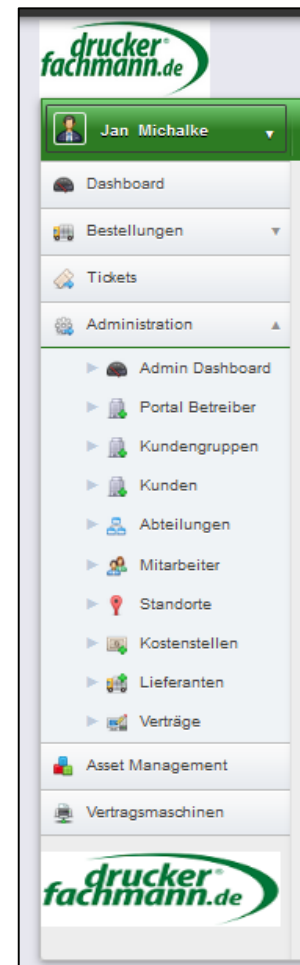 drucker®
fachmann.de
Jan Michalke
Dashboard
Bestellungen
Tickets
Administration
Admin Dashboard
Portal Betreiber
Kundengruppen
Kunden
Abteilungen
Mitarbeiter
Standorte
Kostenstellen
Lieferanten
Verträge
Asset Management
Vertragsmaschinen
drucker®
fachmann.de